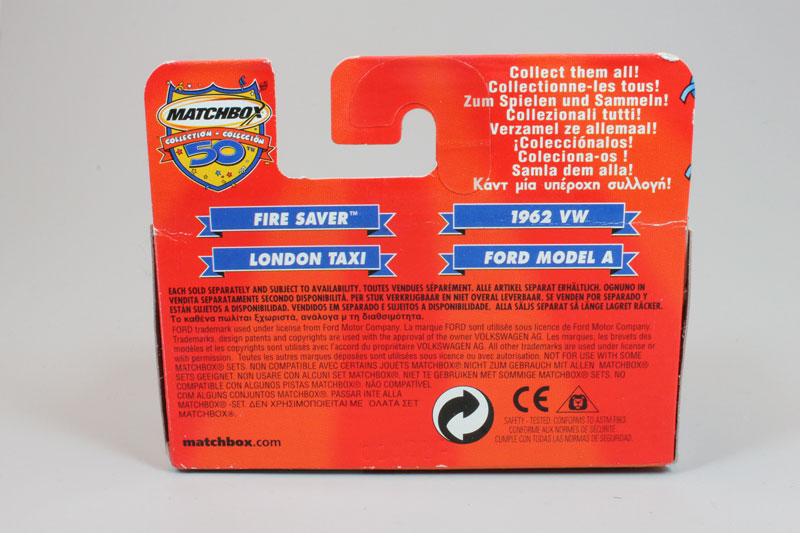 MATCHBOX
COLLECTION - COLECCIÓN
50™
Collect them all!
Collectionne-les tous!
Zum Spielen und Sammeln!
Collezionali tutti!
Verzamel ze allemaal!
¡Colecciónalos!
Coleciona-os !
Samla dem alla!
Κάντ μία υπέροχη συλλογή!
FIRE SAVER™
1962 VW
LONDON TAXI
FORD MODEL A
EACH SOLD SEPARATELY AND SUBJECT TO AVAILABILITY. TOUTES VENDUES SÉPARÉMENT. ALLE ARTIKEL SEPARAT ERHÄLTLICH. OGNUNO IN
VENDITA SEPARATAMENTE SECONDO DISPONIBILITÀ. PER STUK VERKRIJGBAAR EN NIET OVERAL LEVERBAAR. SE VENDEN POR SEPARADO Y
ESTÁN SUJETOS A DISPONIBILIDAD. VENDIDOS EM SEPARADO E SUJEITOS A DISPONIBILIDADE. ALLA SÄLJS SEPARAT SÅ LÄNGE LAGRET RÄCKER.
Το καθένα πωλίται Εχωριστά, ανάλογα μ τη διαθσιμότητα.
FORD trademark used under license from Ford Motor Company. La marque FORD sont utilisée sous licence de Ford Motor Company.
Trademarks, design patents and copyrights are used with the approval of the owner VOLKSWAGEN AG. Les marques, les brevets des
modèles et les copyrights sont utilisés avec l'accord du propriétaire VOLKSWAGEN AG. All other trademarks are used under license or
with permission. Toutes les autres marques déposées sont utilisées sous licence ou avec autorisation. NOT FOR USE WITH SOME
MATCHBOX® SETS. NON COMPATIBLE AVEC CERTAINS JOUETS MATCHBOX® NICHT ZUM GEBRAUCH MIT ALLEN MATCHBOX®
SETS GEEIGNET. NON USARE CON ALCUNI SET MATCHBOX®. NIET TE GEBRUIKEN MET SOMMIGE MATCHBOX® SETS. NO
COMPATIBLE CON ALGUNOS PISTAS MATCHBOX®. NÃO COMPATÍVEL
COM ALGUNS CONJUNTOS MATCHBOX®. PASSAR INTE ALLA
MATCHBOX® -SET. ΔΕΝ ΧΡΗΣΙΜΟΠΟΙΕΙΤΑΙ ΜΕ ΟΛΑΤΑ ΣΕΤ
MATCHBOX®.
CE
SAFETY - TESTED. CONFORMS TO ASTM F963.
CONFORME AUX NORMES DE SÉCURITÉ.
CUMPLE CON TODAS LAS NORMAS DE SEGURIDAD.
matchbox.com